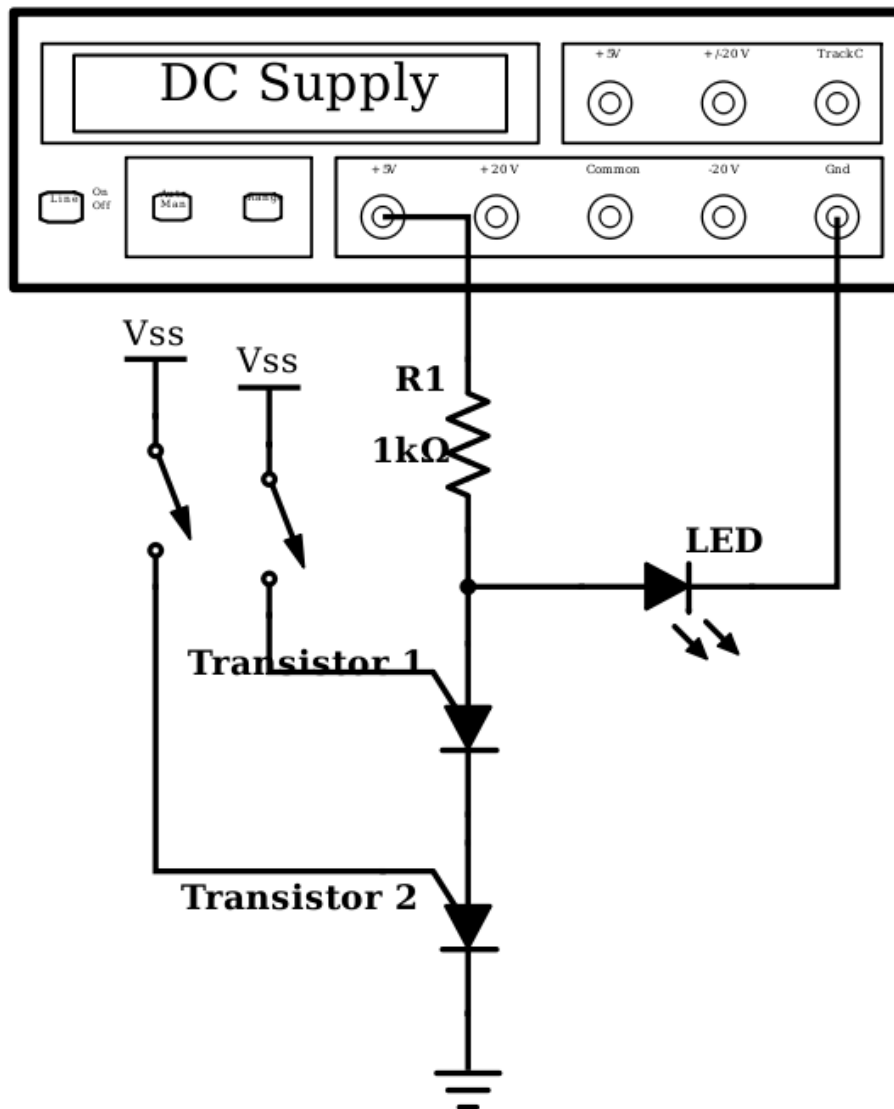 DC Supply
+5V
+/-20V
TrackC
Line
On
Off
Auto
Man
+5V
+20V
Common
-20V
Gnd
Vss
Vss
R1
1kΩ
LED
Transistor 1
Transistor 2